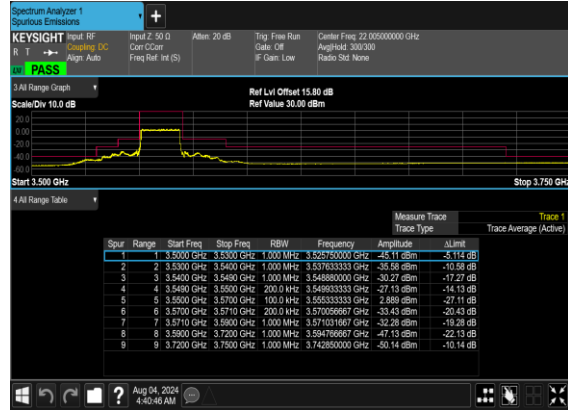 Spectrum Analyzer 1
Spurious Emissions
KEYSIGHT Input: RF Input Z: 50 Ω Atten: 20 dB Trig: Free Run Center Freq: 22.005000000 GHz
R T Coupling: DC Corr CCorr Gate: Off Avg|Hold: 300/300
Align: Auto Freq Ref: Int (S) IF Gain: Low Radio Std: None
PASS
3 All Range Graph Ref Lvl Offset 15.80 dB
Scale/Div 10.0 dB Ref Value 30.00 dBm
20.0
0.00
-20.0
-40.0
-60.0
Start 3.500 GHz Stop 3.750 GHz
4 All Range Table
Measure Trace Trace 1
Trace Type Trace Average (Active)
Spur Range Start Freq Stop Freq RBW Frequency Amplitude ΔLimit
1 1 3.5000 GHz 3.5300 GHz 1.000 MHz 3.525750000 GHz -45.11 dBm -5.114 dB
2 2 3.5300 GHz 3.5400 GHz 1.000 MHz 3.537633333 GHz -35.58 dBm -10.58 dB
3 3 3.5400 GHz 3.5490 GHz 1.000 MHz 3.548880000 GHz -30.27 dBm -17.27 dB
4 4 3.5490 GHz 3.5500 GHz 200.0 kHz 3.549933333 GHz -27.13 dBm -14.13 dB
5 5 3.5500 GHz 3.5700 GHz 100.0 kHz 3.555333333 GHz 2.889 dBm -27.11 dB
6 6 3.5700 GHz 3.5710 GHz 200.0 kHz 3.570056667 GHz -33.43 dBm -20.43 dB
7 7 3.5710 GHz 3.5900 GHz 1.000 MHz 3.571031667 GHz -32.28 dBm -19.28 dB
8 8 3.5900 GHz 3.7200 GHz 1.000 MHz 3.594766667 GHz -47.13 dBm -22.13 dB
9 9 3.7200 GHz 3.7500 GHz 1.000 MHz 3.742850000 GHz -50.14 dBm -10.14 dB
Aug 04, 2024
4:40:46 AM